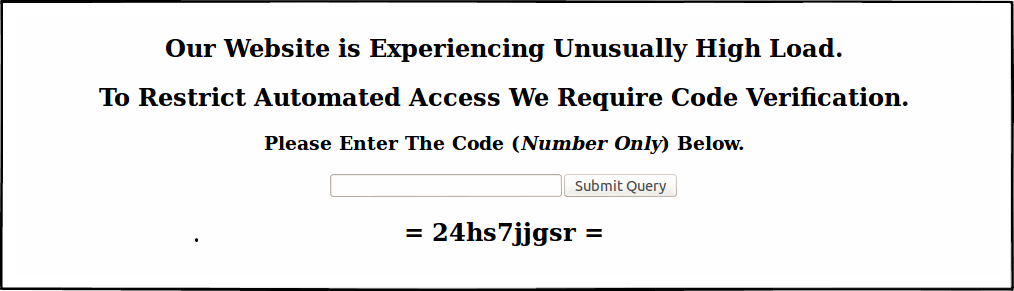 Our Website is Experiencing Unusually High Load.
To Restrict Automated Access We Require Code Verification.
Please Enter The Code (Number Only) Below.
Submit Query
= 24hs7jjgsr =